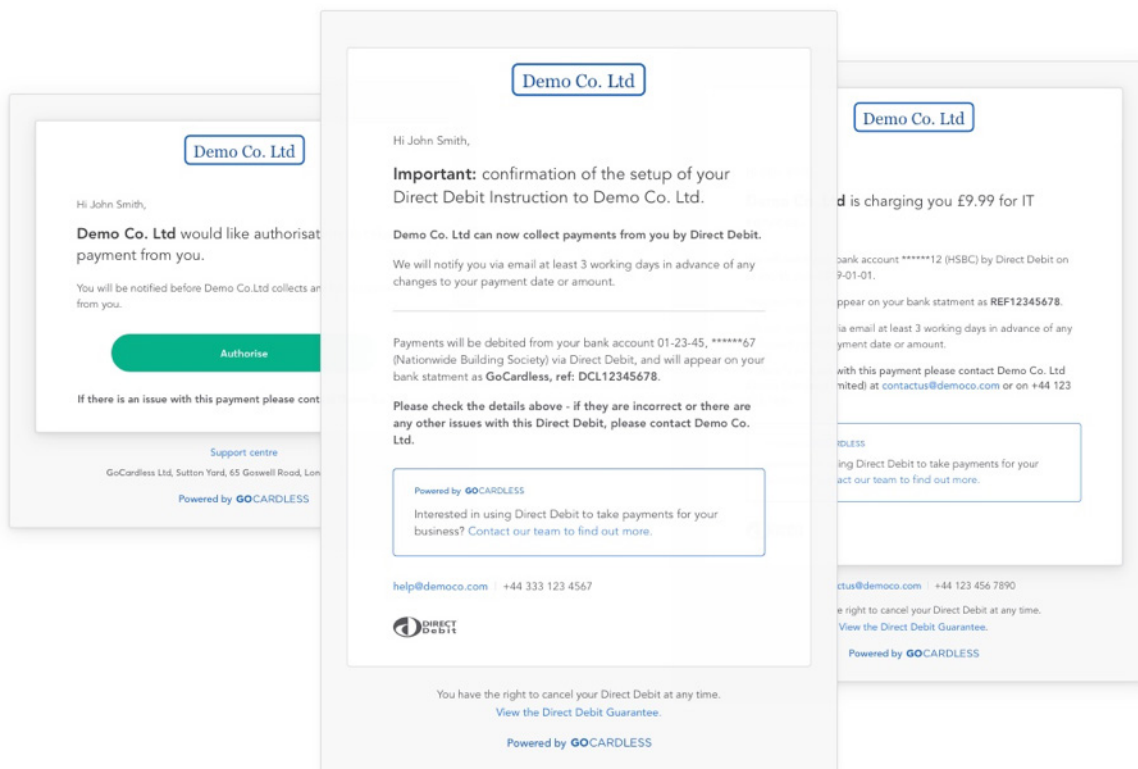 Demo Co. Ltd
Hi John Smith,
Demo Co. Ltd would like authorisat
payment from you.
You will be notified before Demo Co.Ltd collects an
from you.
Authorise
If there is an issue with this payment please cont
Support centre
GoCardless Ltd, Sutton Yard, 65 Goswell Road, Lon
Powered by GOCARDLESS
Demo Co. Ltd
Hi John Smith,
Important: confirmation of the setup of your
Direct Debit Instruction to Demo Co. Ltd.
Demo Co. Ltd can now collect payments from you by Direct Debit.
We will notify you via email at least 3 working days in advance of any
changes to your payment date or amount.
Payments will be debited from your bank account 01-23-45, ******67
(Nationwide Building Society) via Direct Debit, and will appear on your
bank statment as GoCardless, ref: DCL12345678.
Please check the details above - if they are incorrect or there are
any other issues with this Direct Debit, please contact Demo Co.
Ltd.
Powered by GOCARDLESS
Interested in using Direct Debit to take payments for your
business? Contact our team to find out more.
help@democo.com | +44 333 123 4567
DIRECT
Debit
You have the right to cancel your Direct Debit at any time.
View the Direct Debit Guarantee.
Powered by GOCARDLESS
Demo Co. Ltd
d is charging you £9.99 for IT
bank account ******12 (HSBC) by Direct Debit on
9-01-01.
ppear on your bank statment as REF12345678.
ia email at least 3 working days in advance of any
yment date or amount.
with this payment please contact Demo Co. Ltd
mited) at contactus@democo.com or on +44 123
RDLESS
ing Direct Debit to take payments for your
act our team to find out more.
ctus@democo.com | +44 123 456 7890
e right to cancel your Direct Debit at any time.
View the Direct Debit Guarantee.
Powered by GOCARDLESS